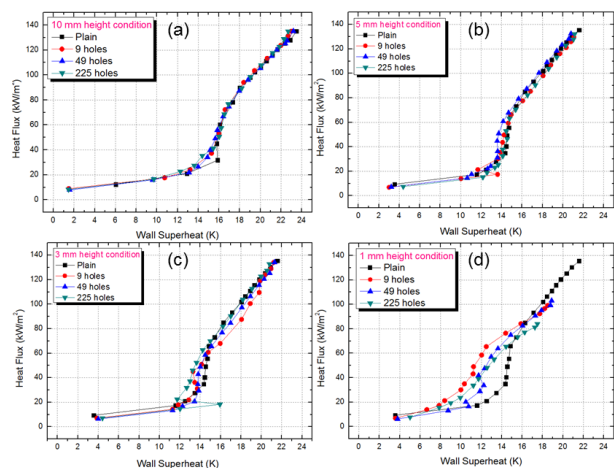 10 mm height condition
Plain
9 holes
49 holes
225 holes
(a)
Heat Flux (kW/m²)
140
120
100
80
60
40
20
0
0 2 4 6 8 10 12 14 16 18 20 22 24
Wall Superheat (K)
5 mm height condition
Plain
9 holes
49 holes
225 holes
(b)
Heat Flux (kW/m²)
140
120
100
80
60
40
20
0
0 2 4 6 8 10 12 14 16 18 20 22 24
Wall Superheat (K)
3 mm height condition
Plain
9 holes
49 holes
225 holes
(c)
Heat Flux (kW/m²)
140
120
100
80
60
40
20
0
0 2 4 6 8 10 12 14 16 18 20 22 24
Wall Superheat (K)
1 mm height condition
Plain
9 holes
49 holes
225 holes
(d)
Heat Flux (kW/m²)
140
120
100
80
60
40
20
0
0 2 4 6 8 10 12 14 16 18 20 22 24
Wall Superheat (K)